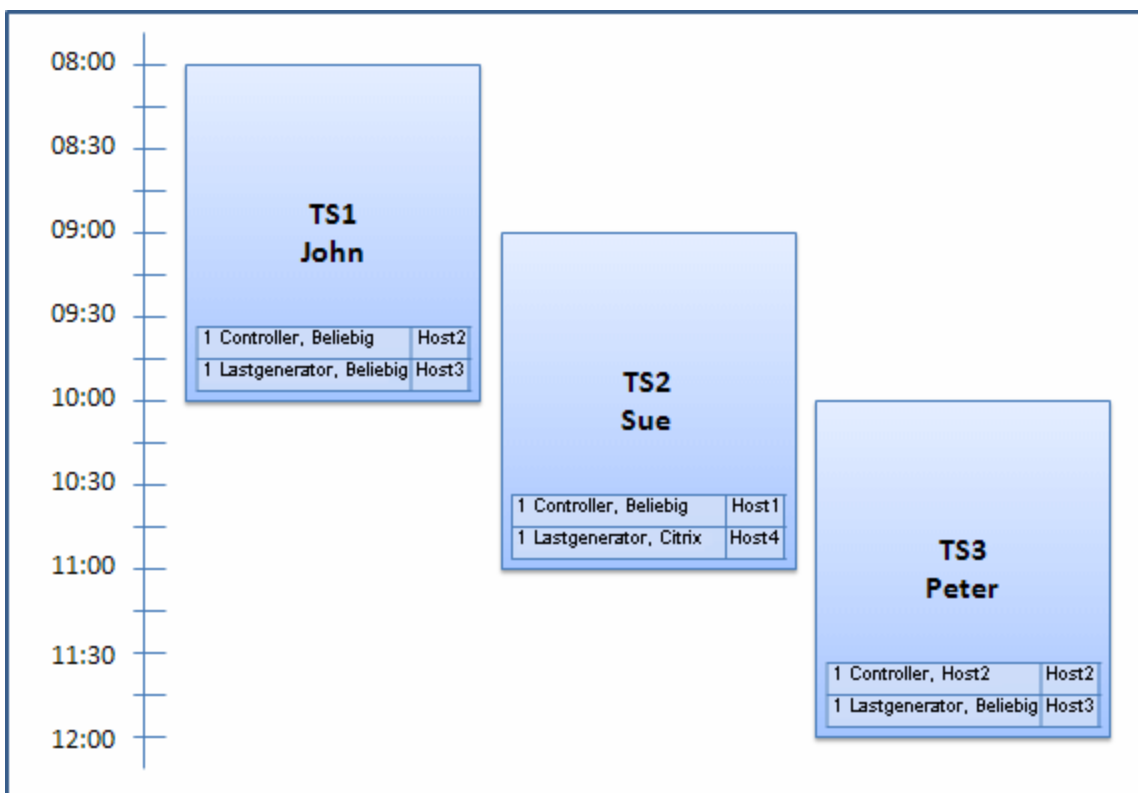 08:00
08:30
09:00
09:30
10:00
10:30
11:00
11:30
12:00
TS1
John
1 Controller, Beliebig Host2
1 Lastgenerator, Beliebig Host3
TS2
Sue
1 Controller, Beliebig Host1
1 Lastgenerator, Citrix Host4
TS3
Peter
1 Controller, Host2 Host2
1 Lastgenerator, Beliebig Host3